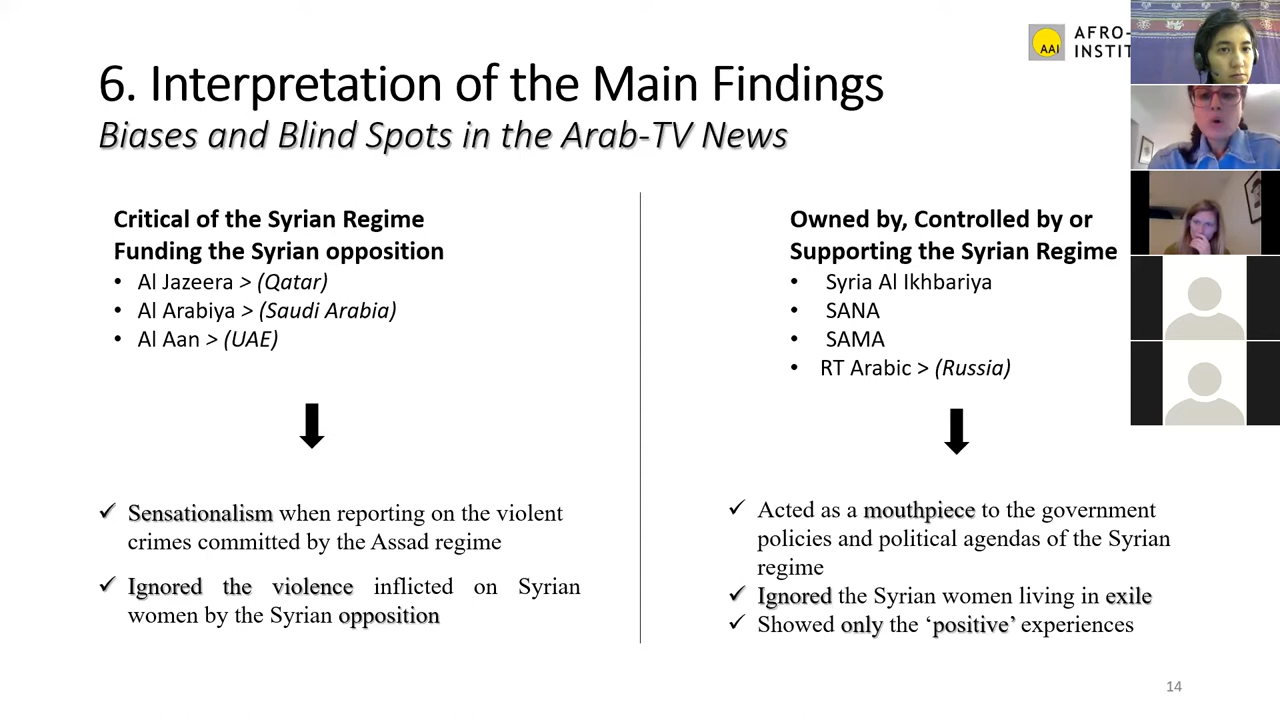 AFRO-
INSTIT
AAI
6. Interpretation of the Main Findings
Biases and Blind Spots in the Arab-TV News
Critical of the Syrian Regime
Funding the Syrian opposition
• Al Jazeera > (Qatar)
• Al Arabiya > (Saudi Arabia)
• Al Aan > (UAE)
✓ Sensationalism when reporting on the violent
crimes committed by the Assad regime
✓ Ignored the violence inflicted on Syrian
women by the Syrian opposition
Owned by, Controlled by or
Supporting the Syrian Regime
• Syria Al Ikhbariya
• SANA
• SAMA
• RT Arabic > (Russia)
✓ Acted as a mouthpiece to the government
policies and political agendas of the Syrian
regime
✓ Ignored the Syrian women living in exile
✓ Showed only the ‘positive’ experiences
14